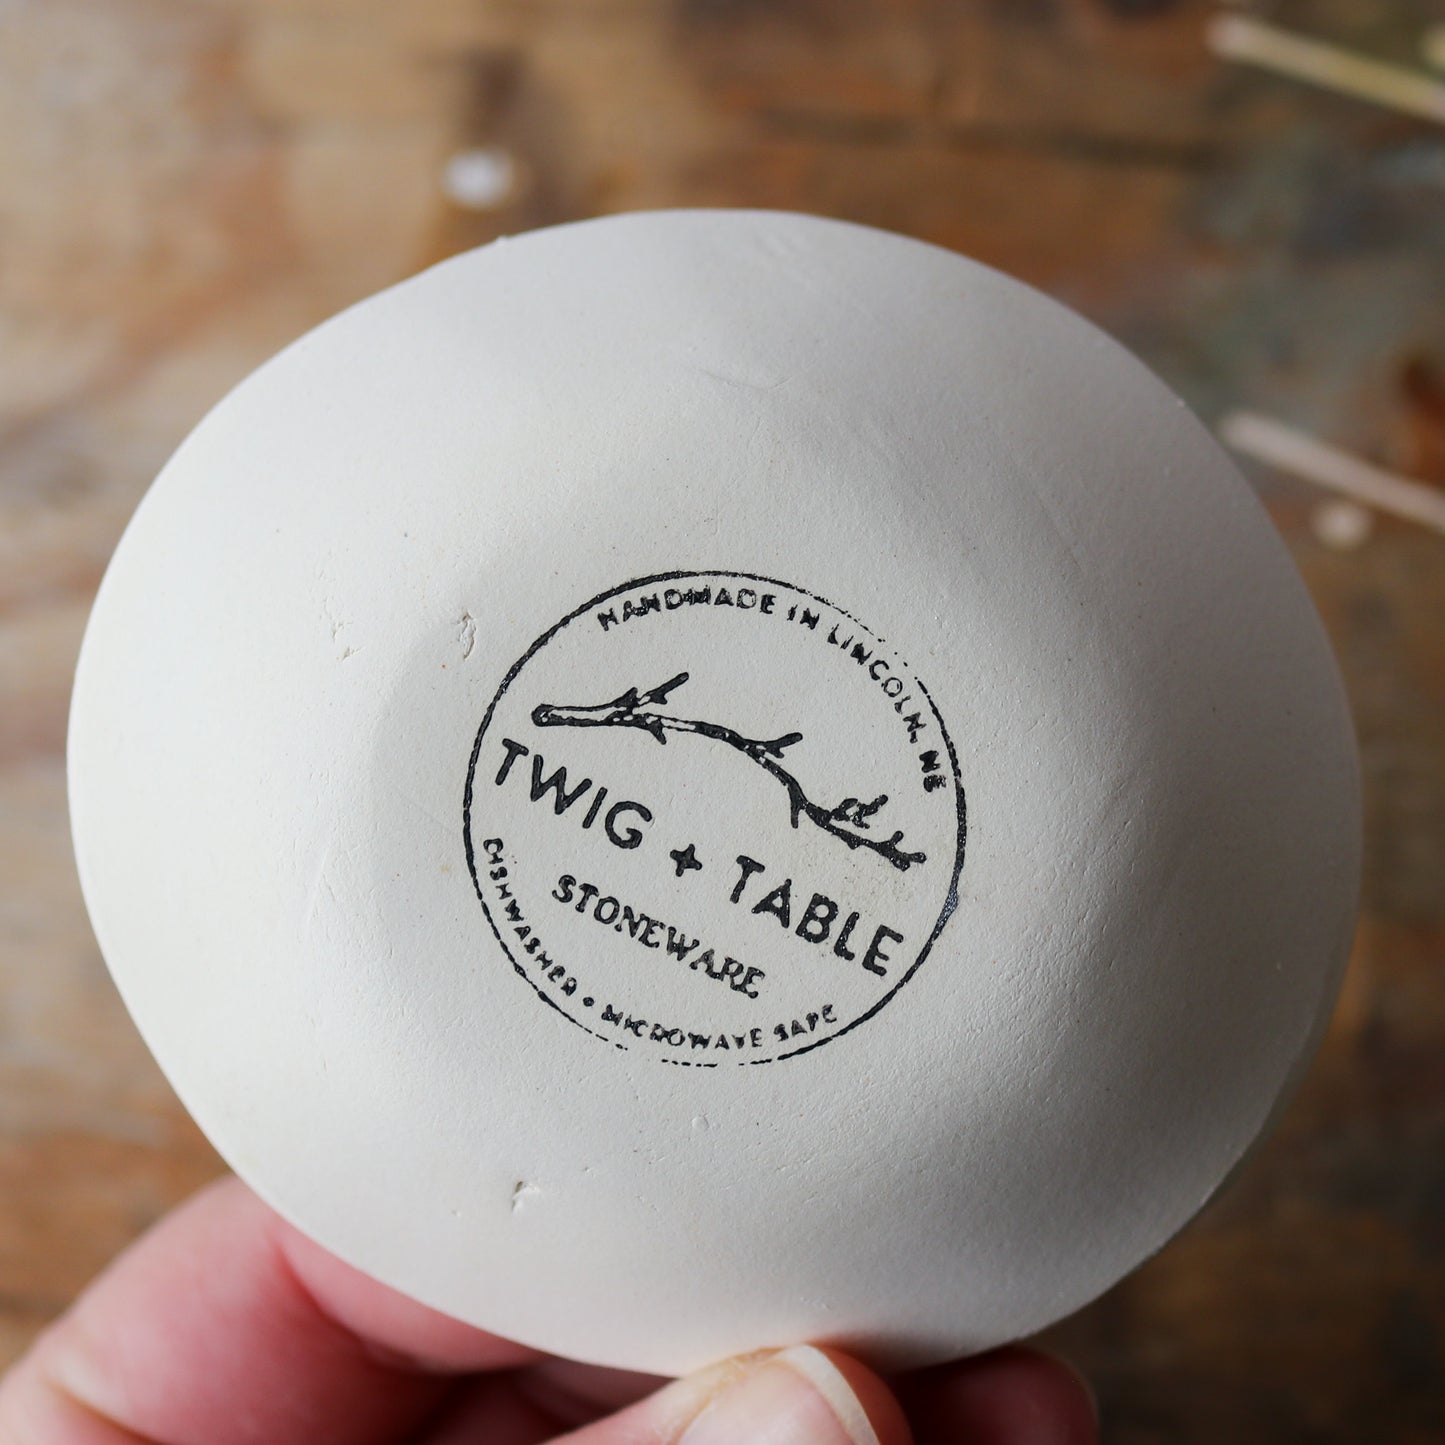 HANDMADE IN LINCOLN, NE
TWIG + TABLE
STONEWARE
DISHWASHER • MICROWAVE SAFE